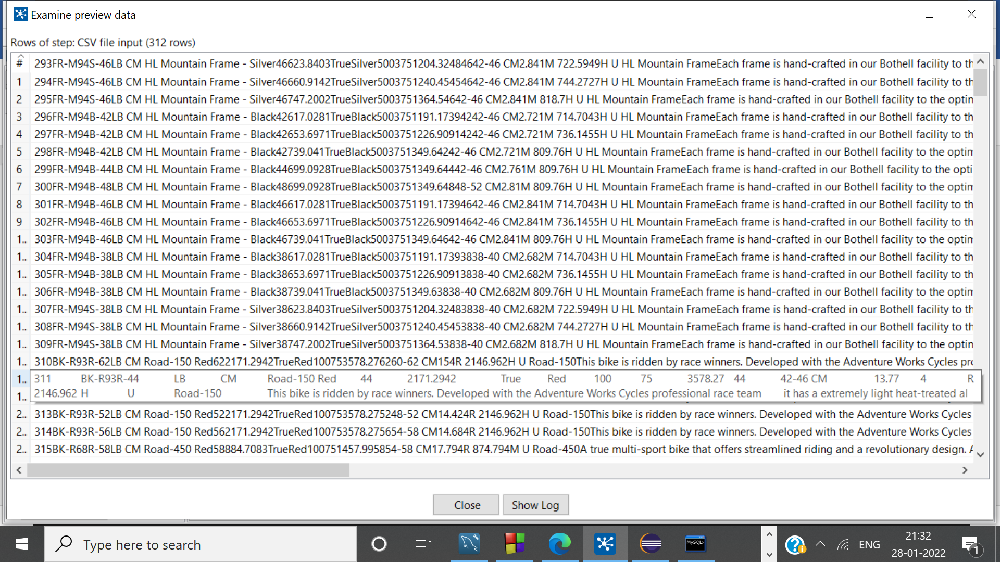 Examine preview data
Rows of step: CSV file input (312 rows)
# 293FR-M94S-46LB CM HL Mountain Frame - Silver46623.8403TrueSilver5003751204.32484642-46 CM2.841M 722.5949H U HL Mountain FrameEach frame is hand-crafted in our Bothell facility to th
1 294FR-M94S-46LB CM HL Mountain Frame - Silver46660.9142TrueSilver5003751240.45454642-46 CM2.841M 744.2727H U HL Mountain FrameEach frame is hand-crafted in our Bothell facility to th
2 295FR-M94S-46LB CM HL Mountain Frame - Silver46747.2002TrueSilver5003751364.54642-46 CM2.841M 818.7H U HL Mountain FrameEach frame is hand-crafted in our Bothell facility to the optin
3 296FR-M94B-42LB CM HL Mountain Frame - Black42617.0281TrueBlack5003751191.17394242-46 CM2.721M 714.7043H U HL Mountain FrameEach frame is hand-crafted in our Bothell facility to th
4 297FR-M94B-42LB CM HL Mountain Frame - Black42653.6971TrueBlack5003751226.90914242-46 CM2.721M 736.1455H U HL Mountain FrameEach frame is hand-crafted in our Bothell facility to th
5 298FR-M94B-42LB CM HL Mountain Frame - Black42739.041TrueBlack5003751349.64242-46 CM2.721M 809.76H U HL Mountain FrameEach frame is hand-crafted in our Bothell facility to the optin
6 299FR-M94B-44LB CM HL Mountain Frame - Black44699.0928TrueBlack5003751349.64442-46 CM2.761M 809.76H U HL Mountain FrameEach frame is hand-crafted in our Bothell facility to the opti
7 300FR-M94B-48LB CM HL Mountain Frame - Black48699.0928TrueBlack5003751349.64848-52 CM2.81M 809.76H U HL Mountain FrameEach frame is hand-crafted in our Bothell facility to the optin
8 301FR-M94B-46LB CM HL Mountain Frame - Black46617.0281TrueBlack5003751191.17394642-46 CM2.841M 714.7043H U HL Mountain FrameEach frame is hand-crafted in our Bothell facility to th
9 302FR-M94B-46LB CM HL Mountain Frame - Black46653.6971TrueBlack5003751226.90914642-46 CM2.841M 736.1455H U HL Mountain FrameEach frame is hand-crafted in our Bothell facility to th
1.. 303FR-M94B-46LB CM HL Mountain Frame - Black46739.041TrueBlack5003751349.64642-46 CM2.841M 809.76H U HL Mountain FrameEach frame is hand-crafted in our Bothell facility to the optin
1.. 304FR-M94B-38LB CM HL Mountain Frame - Black38617.0281TrueBlack5003751191.17393838-40 CM2.682M 714.7043H U HL Mountain FrameEach frame is hand-crafted in our Bothell facility to th
1.. 305FR-M94B-38LB CM HL Mountain Frame - Black38653.6971TrueBlack5003751226.90913838-40 CM2.682M 736.1455H U HL Mountain FrameEach frame is hand-crafted in our Bothell facility to th
1.. 306FR-M94B-38LB CM HL Mountain Frame - Black38739.041TrueBlack5003751349.63838-40 CM2.682M 809.76H U HL Mountain FrameEach frame is hand-crafted in our Bothell facility to the optin
1.. 307FR-M94S-38LB CM HL Mountain Frame - Silver38623.8403TrueSilver5003751204.32483838-40 CM2.682M 722.5949H U HL Mountain FrameEach frame is hand-crafted in our Bothell facility to th
1.. 308FR-M94S-38LB CM HL Mountain Frame - Silver38660.9142TrueSilver5003751240.45453838-40 CM2.682M 744.2727H U HL Mountain FrameEach frame is hand-crafted in our Bothell facility to th
1.. 309FR-M94S-38LB CM HL Mountain Frame - Silver38747.2002TrueSilver5003751364.53838-40 CM2.682M 818.7H U HL Mountain FrameEach frame is hand-crafted in our Bothell facility to the optin
1.. 310BK-R93R-62LB CM Road-150 Red622171.2942TrueRed100753578.276260-62 CM154R 2146.962H U Road-150This bike is ridden by race winners. Developed with the Adventure Works Cycles pro
1.. 311 BK-R93R-44 LB CM Road-150 Red 44 2171.2942 True Red 100 75 3578.27 44 42-46 CM 13.77 4 R
1.. 2146.962 H U Road-150 This bike is ridden by race winners. Developed with the Adventure Works Cycles professional race team it has a extremely light heat-treated al
2.. 313BK-R93R-52LB CM Road-150 Red522171.2942TrueRed100753578.275248-52 CM14.424R 2146.962H U Road-150This bike is ridden by race winners. Developed with the Adventure Works Cycles
2.. 314BK-R93R-56LB CM Road-150 Red562171.2942TrueRed100753578.275654-58 CM14.684R 2146.962H U Road-150This bike is ridden by race winners. Developed with the Adventure Works Cycles
2.. 315BK-R68R-58LB CM Road-450 Red58884.7083TrueRed100751457.995854-58 CM17.794R 874.794M U Road-450A true multi-sport bike that offers streamlined riding and a revolutionary design. A
Close Show Log
Type here to search
MySQL>
ENG
21:32
28-01-2022
1